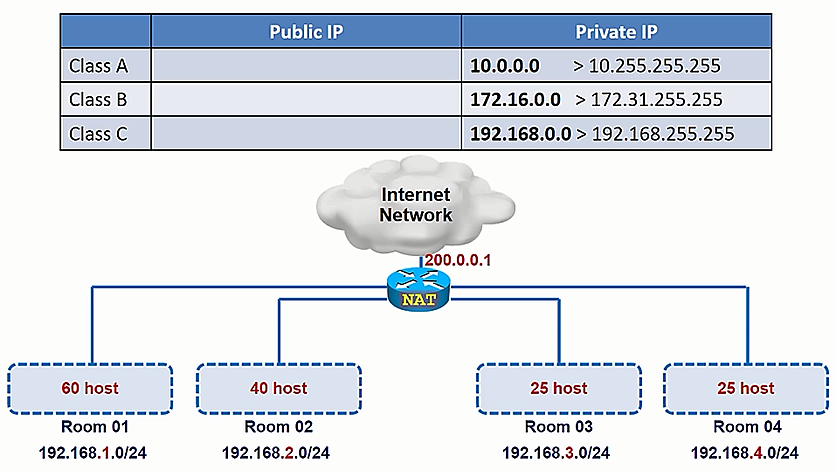 Public IP Private IP
Class A 10.0.0.0 > 10.255.255.255
Class B 172.16.0.0 > 172.31.255.255
Class C 192.168.0.0 > 192.168.255.255
Internet
Network
200.0.0.1
NAT
60 host 40 host 25 host 25 host
Room 01 Room 02 Room 03 Room 04
192.168.1.0/24 192.168.2.0/24 192.168.3.0/24 192.168.4.0/24